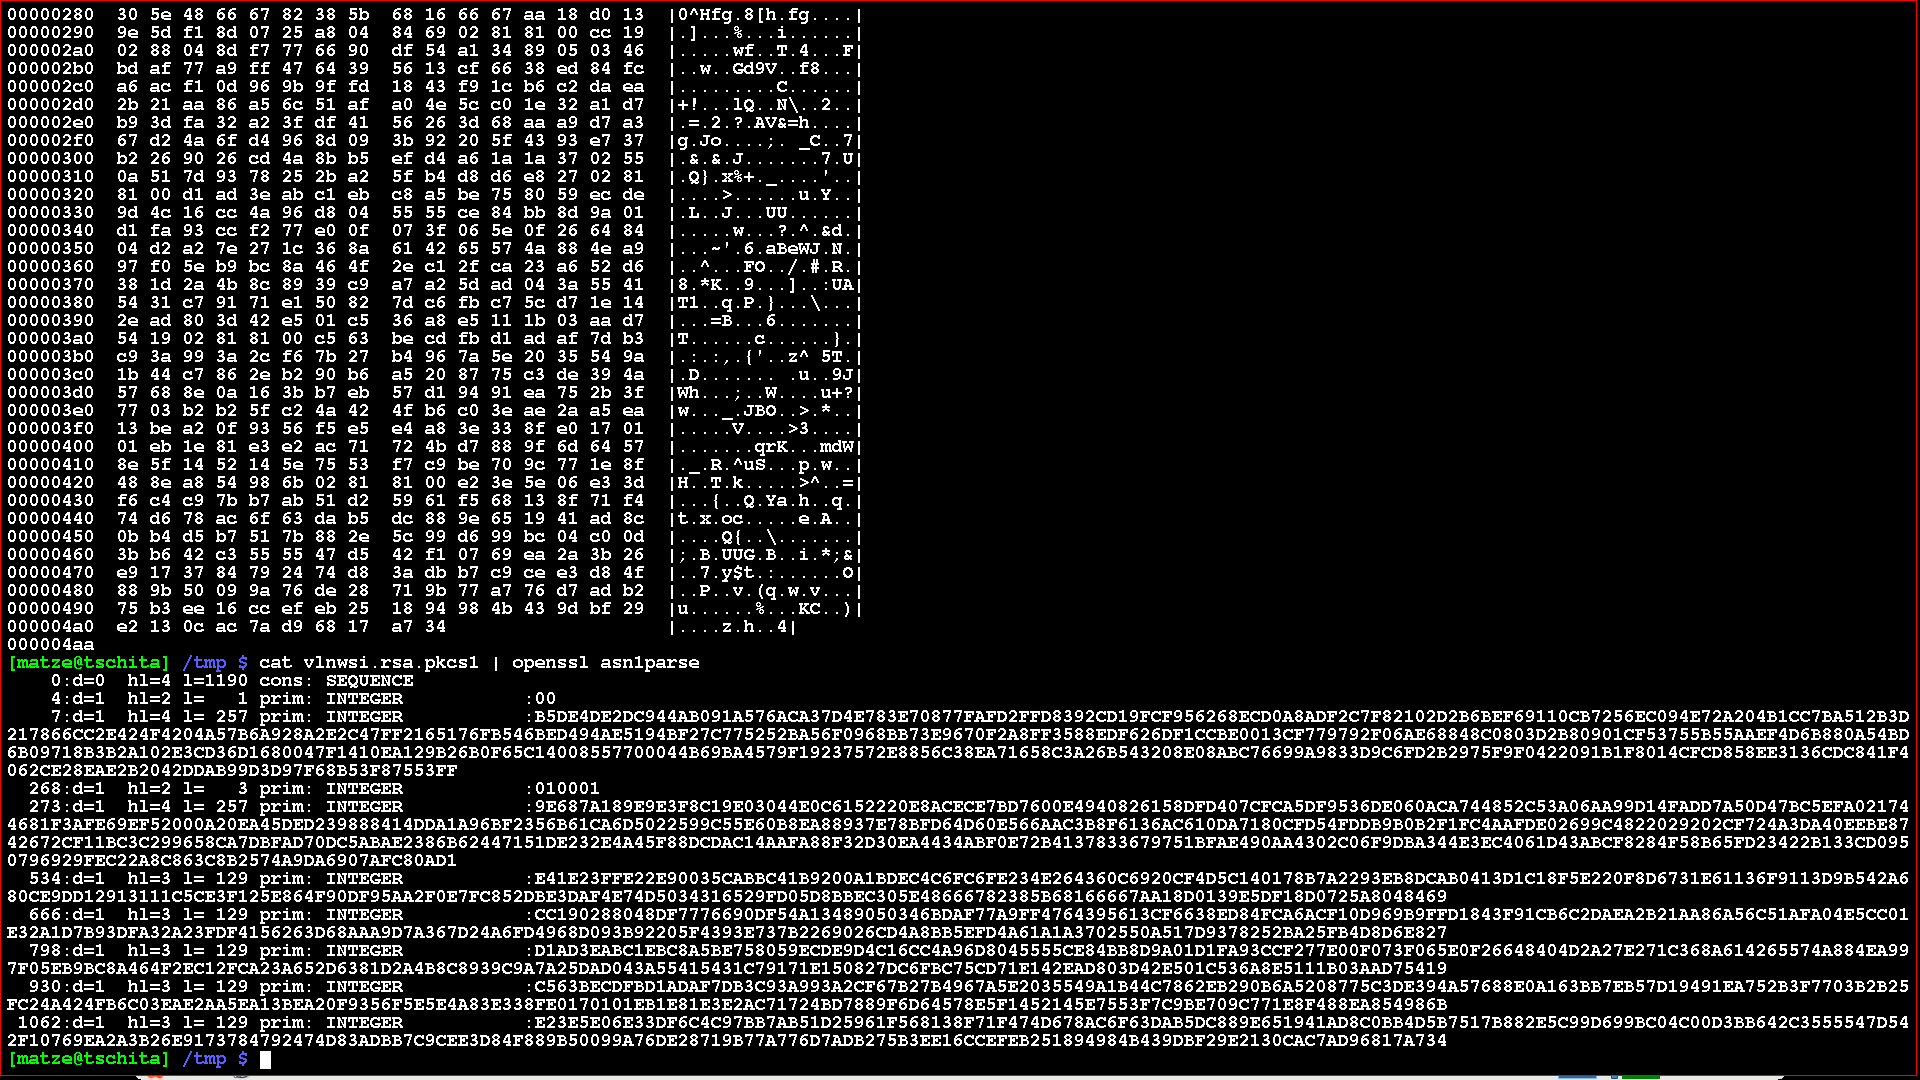 00000280  30 5e 48 66 67 82 38 5b  68 16 66 67 aa 18 d0 13  |0^Hfg.8[h.fg....|
00000290  9e 5d f1 8d 07 25 a8 04  84 69 02 81 81 00 cc 19  |.]...%...i......|
000002a0  02 88 04 8d f7 77 66 90  df 54 a1 34 89 05 03 46  |.....wf..T.4...F|
000002b0  bd af 77 a9 ff 47 64 39  56 13 cf 66 38 ed 84 fc  |..w..Gd9V..f8...|
000002c0  a6 ac f1 0d 96 9b 9f fd  18 43 f9 1c b6 c2 da ea  |.........C......|
000002d0  2b 21 aa 86 a5 6c 51 af  a0 4e 5c c0 1e 32 a1 d7  |+!...lQ..N\..2..|
000002e0  b9 3d fa 32 a2 3f df 41  56 26 3d 68 aa a9 d7 a3  |.=.2.?.AV&=h....|
000002f0  67 d2 4a 6f d4 96 8d 09  3b 92 20 5f 43 93 e7 37  |g.Jo....;. _C..7|
00000300  b2 26 90 26 cd 4a 8b b5  ef d4 a6 1a 1a 37 02 55  |.&.&.J.......7.U|
00000310  0a 51 7d 93 78 25 2b a2  5f b4 d8 d6 e8 27 02 81  |.Q}.x%+._....'..|
00000320  81 00 d1 ad 3e ab c1 eb  c8 a5 be 75 80 59 ec de  |....>......u.Y..|
00000330  9d 4c 16 cc 4a 96 d8 04  55 55 ce 84 bb 8d 9a 01  |.L..J...UU......|
00000340  d1 fa 93 cc f2 77 e0 0f  07 3f 06 5e 0f 26 64 84  |.....w...?.^.&d.|
00000350  04 d2 a2 7e 27 1c 36 8a  61 42 65 57 4a 88 4e a9  |...~'.6.aBeWJ.N.|
00000360  97 f0 5e b9 bc 8a 46 4f  2e c1 2f ca 23 a6 52 d6  |..^...FO../.#.R.|
00000370  38 1d 2a 4b 8c 89 39 c9  a7 a2 5d ad 04 3a 55 41  |8.*K..9...]..:UA|
00000380  54 31 c7 91 71 e1 50 82  7d c6 fb c7 5c d7 1e 14  |T1..q.P.}...\...|
00000390  2e ad 80 3d 42 e5 01 c5  36 a8 e5 11 1b 03 aa d7  |...=B...6.......|
000003a0  54 19 02 81 81 00 c5 63  be cd fb d1 ad af 7d b3  |T......c......}.|
000003b0  c9 3a 99 3a 2c f6 7b 27  b4 96 7a 5e 20 35 54 9a  |.:.:,.{'..z^ 5T.|
000003c0  1b 44 c7 86 2e b2 90 b6  a5 20 87 75 c3 de 39 4a  |.D....... .u..9J|
000003d0  57 68 8e 0a 16 3b b7 eb  57 d1 94 91 ea 75 2b 3f  |Wh...;..W....u+?|
000003e0  77 03 b2 b2 5f c2 4a 42  4f b6 c0 3e ae 2a a5 ea  |w..._.JBO..>.*..|
000003f0  13 be a2 0f 93 56 f5 e5  e4 a8 3e 33 8f e0 17 01  |.....V....>3....|
00000400  01 eb 1e 81 e3 e2 ac 71  72 4b d7 88 9f 6d 64 57  |.......qrK...mdW|
00000410  8e 5f 14 52 14 5e 75 53  f7 c9 be 70 9c 77 1e 8f  |._.R.^uS...p.w..|
00000420  48 8e a8 54 98 6b 02 81  81 00 e2 3e 5e 06 e3 3d  |H..T.k.....>^..=|
00000430  f6 c4 c9 7b b7 ab 51 d2  59 61 f5 68 13 8f 71 f4  |...{..Q.Ya.h..q.|
00000440  74 d6 78 ac 6f 63 da b5  dc 88 9e 65 19 41 ad 8c  |t.x.oc.....e.A..|
00000450  0b b4 d5 b7 51 7b 88 2e  5c 99 d6 99 bc 04 c0 0d  |....Q{..\.......|
00000460  3b b6 42 c3 55 55 47 d5  42 f1 07 69 ea 2a 3b 26  |;.B.UUG.B..i.*;&|
00000470  e9 17 37 84 79 24 74 d8  3a db b7 c9 ce e3 d8 4f  |..7.y$t.:......O|
00000480  88 9b 50 09 9a 76 de 28  71 9b 77 a7 76 d7 ad b2  |..P..v.(q.w.v...|
00000490  75 b3 ee 16 cc ef eb 25  18 94 98 4b 43 9d bf 29  |u......%...KC..)|
000004a0  e2 13 0c ac 7a d9 68 17  a7 34                    |....z.h..4|
000004aa
[matze@tschita] /tmp $ cat vlnwsi.rsa.pkcs1 | openssl asn1parse
    0:d=0  hl=4 l=1190 cons: SEQUENCE
    4:d=1  hl=2 l=   1 prim: INTEGER           :00
    7:d=1  hl=4 l= 257 prim: INTEGER           :B5DE4DE2DC944AB091A576ACA37D4E783E70877FAFD2FFD8392CD19FCF956268ECD0A8ADF2C7F82102D2B6BEF69110CB7256EC094E72A204B1CC7BA512B3D
217866CC2E424F4204A57B6A928A2E2C47FF2165176FB546BED494AE5194BF27C775252BA56F0968BB73E9670F2A8FF3588EDF626DF1CCBE0013CF779792F06AE68848C0803D2B80901CF53755B55AAEF4D6B880A54BD
6B09718B3B2A102E3CD36D1680047F1410EA129B26B0F65C14008557700044B69BA4579F19237572E8856C38EA71658C3A26B543208E08ABC76699A9833D9C6FD2B2975F9F0422091B1F8014CFCD858EE3136CDC841F4
062CE28EAE2B2042DDAB99D3D97F68B53F87553FF
  268:d=1  hl=2 l=   3 prim: INTEGER           :010001
  273:d=1  hl=4 l= 257 prim: INTEGER           :9E687A189E9E3F8C19E03044E0C6152220E8ACECE7BD7600E4940826158DFD407CFCA5DF9536DE060ACA744852C53A06AA99D14FADD7A50D47BC5EFA021744
4681F3AFE69EF52000A20EA45DED239888414DDA1A96BF2356B61CA6D5022599C55E60B8EA88937E78BFD64D60E566AAC3B8F6136AC610DA7180CFD54FDDB9B0B2F1FC4AAFDE02699C4822029202CF724A3DA40EEBE87
42672CF11BC3C299658CA7DBFAD70DC5ABAE2386B62447151DE232E4A45F88DCDAC14AAFA88F32D30EA4434ABF0E72B4137833679751BFAE490AA4302C06F9DBA344E3EC4061D43ABCF8284F58B65FD23422B133CD095
0796929FEC22A8C863C8B2574A9DA6907AFC80AD1
  534:d=1  hl=3 l= 129 prim: INTEGER           :E41E23FFE22E90035CABBC41B9200A1BDEC4C6FC6FE234E264360C6920CF4D5C140178B7A2293EB8DCAB0413D1C18F5E220F8D6731E61136F9113D9B542A6
80CE9DD12913111C5CE3F125E864F90DF95AA2F0E7FC852DBE3DAF4E74D5034316529FD05D8BBEC305E48666782385B68166667AA18D0139E5DF18D0725A8048469
  666:d=1  hl=3 l= 129 prim: INTEGER           :CC190288048DF7776690DF54A13489050346BDAF77A9FF4764395613CF6638ED84FCA6ACF10D969B9FFD1843F91CB6C2DAEA2B21AA86A56C51AFA04E5CC01
E32A1D7B93DFA32A23FDF4156263D68AAA9D7A367D24A6FD4968D093B92205F4393E737B2269026CD4A8BB5EFD4A61A1A3702550A517D9378252BA25FB4D8D6E827
  798:d=1  hl=3 l= 129 prim: INTEGER           :D1AD3EABC1EBC8A5BE758059ECDE9D4C16CC4A96D8045555CE84BB8D9A01D1FA93CCF277E00F073F065E0F26648404D2A27E271C368A614265574A884EA99
7F05EB9BC8A464F2EC12FCA23A652D6381D2A4B8C8939C9A7A25DAD043A55415431C79171E150827DC6FBC75CD71E142EAD803D42E501C536A8E5111B03AAD75419
  930:d=1  hl=3 l= 129 prim: INTEGER           :C563BECDFBD1ADAF7DB3C93A993A2CF67B27B4967A5E2035549A1B44C7862EB290B6A5208775C3DE394A57688E0A163BB7EB57D19491EA752B3F7703B2B25
FC24A424FB6C03EAE2AA5EA13BEA20F9356F5E5E4A83E338FE0170101EB1E81E3E2AC71724BD7889F6D64578E5F1452145E7553F7C9BE709C771E8F488EA854986B
 1062:d=1  hl=3 l= 129 prim: INTEGER           :E23E5E06E33DF6C4C97BB7AB51D25961F568138F71F474D678AC6F63DAB5DC889E651941AD8C0BB4D5B7517B882E5C99D699BC04C00D3BB642C3555547D54
2F10769EA2A3B26E9173784792474D83ADBB7C9CEE3D84F889B50099A76DE28719B77A776D7ADB275B3EE16CCEFEB251894984B439DBF29E2130CAC7AD96817A734
[matze@tschita] /tmp $